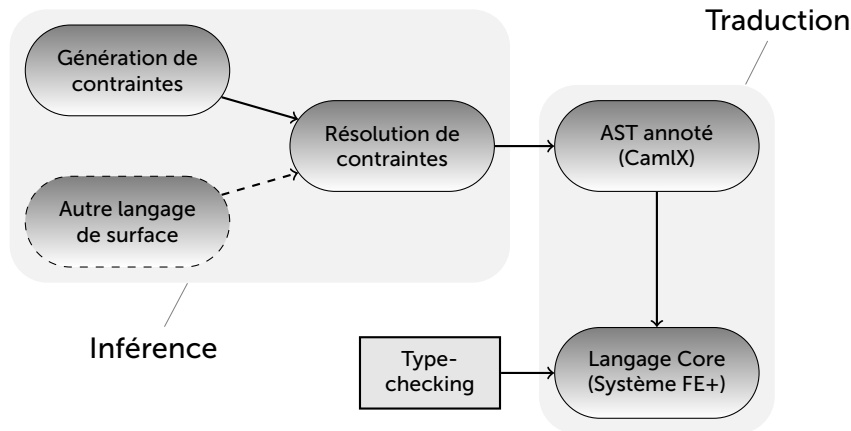 Traduction
Génération de
contraintes
Résolution de
contraintes
AST annoté
(CamlX)
Autre langage
de surface
Inférence
Type-
checking
Langage Core
(Système FE+)